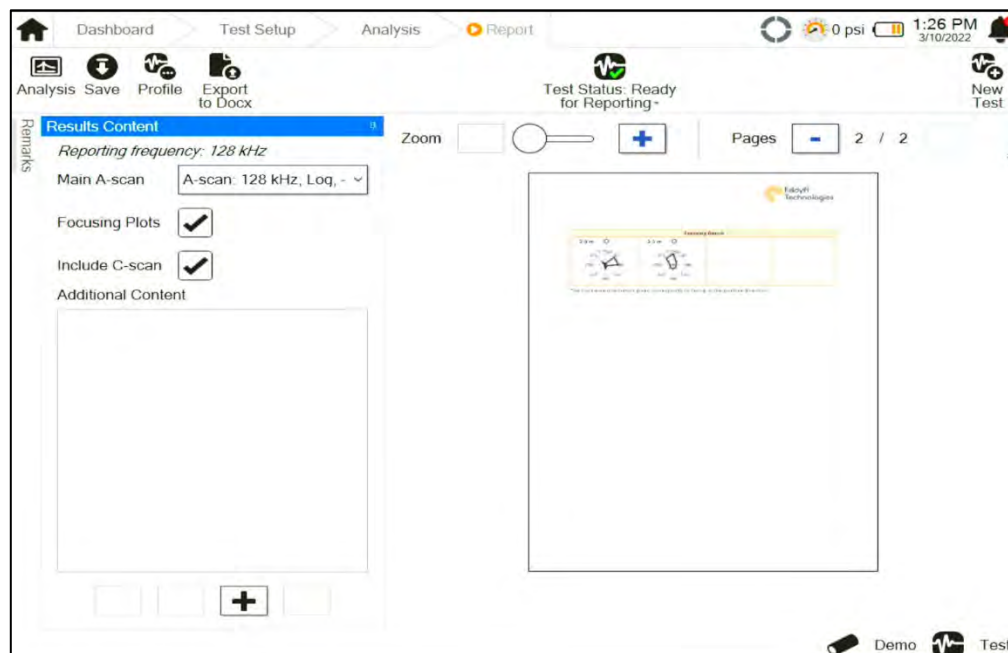 Dashboard Test Setup Analysis Report 0 psi 1:26 PM
3/10/2022
Analysis Save Profile Export to Docx
Test Status: Ready for Reporting
New Test
Remarks
Results Content
Zoom
Pages 2 / 2
Reporting frequency: 128 kHz
Main A-scan A-scan: 128 kHz, Loq, -
Focusing Plots
Include C-scan
Additional Content
Technologies
Demo Test